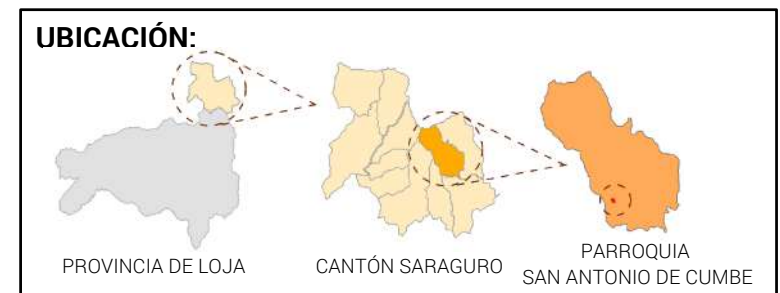 UBICACIÓN:
PROVINCIA DE LOJA
CANTÓN SARAGURO
PARROQUIA
SAN ANTONIO DE CUMBE